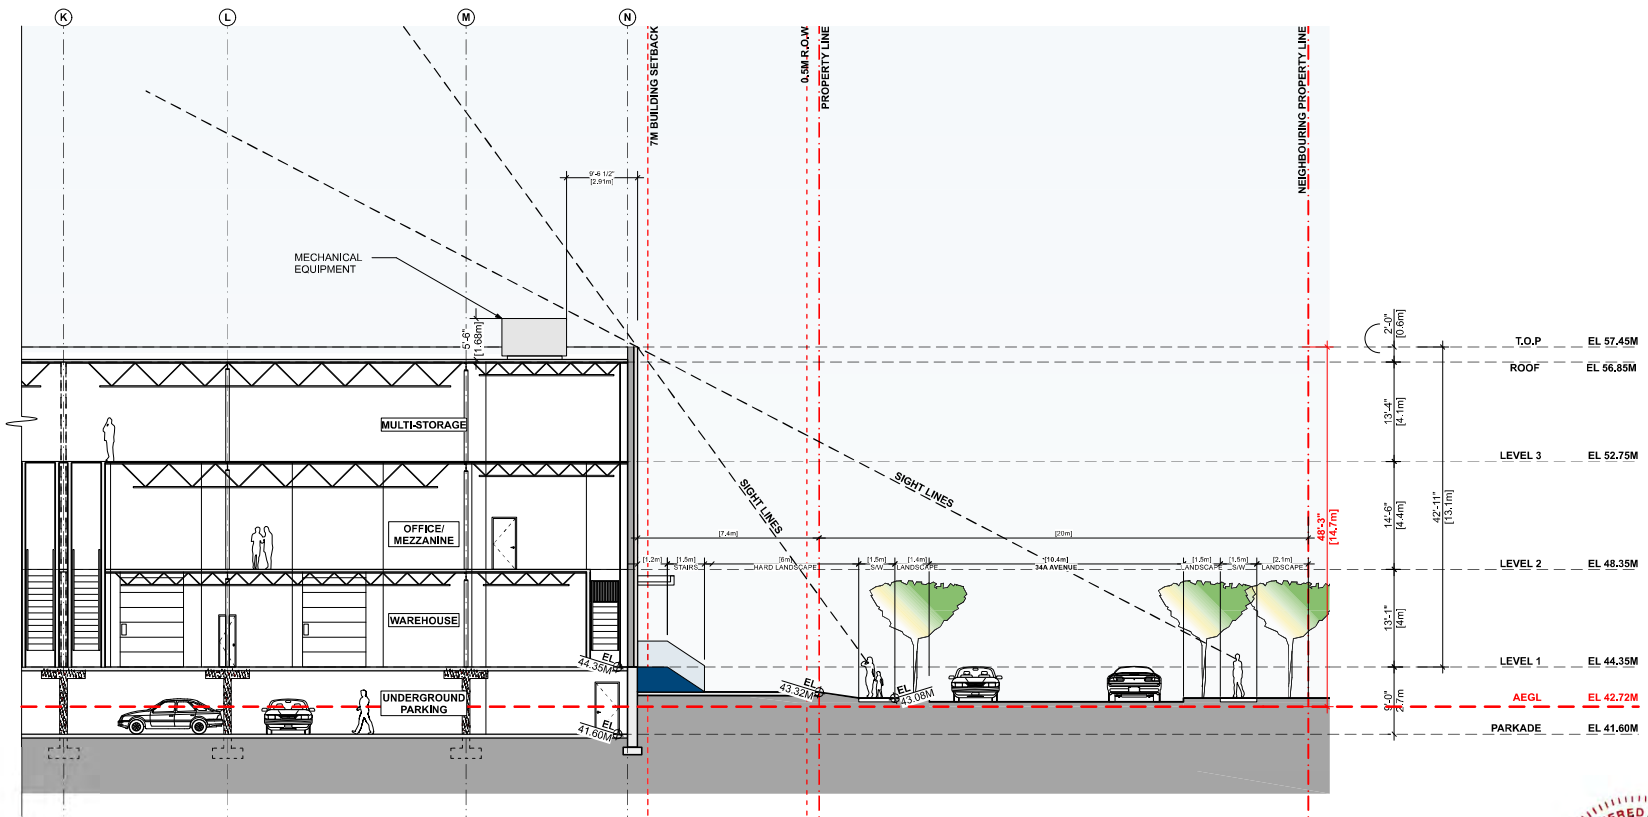 K
L
M
N
7M BUILDING SETBACK
0.5M R.O.W
PROPERTY LINE
NEIGHBOURING PROPERTY LINE
9'-6 1/2"
[2.91m]
MECHANICAL
EQUIPMENT
5'-6"
[1.68m]
2'-0"
[0.6m]
T.O.P
EL 57.45M
ROOF
EL 56.85M
13'-4"
[4.1m]
MULTI-STORAGE
LEVEL 3
EL 52.75M
SIGHT LINES
SIGHT LINES
42'-11"
[13.1m]
48'-3"
[14.7m]
14'-6"
[4.4m]
OFFICE/
MEZZANINE
[7.4m]
[20m]
[1.2m]
[1.5m]
STAIRS
[6m]
HARD LANDSCAPE
[1.5m]
S/W
[1.4m]
LANDSCAPE
[10.4m]
34A AVENUE
[1.5m]
LANDSCAPE
[1.5m]
S/W
[2.1m]
LANDSCAPE
LEVEL 2
EL 48.35M
13'-1"
[4m]
WAREHOUSE
EL
44.35M
LEVEL 1
EL 44.35M
EL
43.32M
EL
43.08M
UNDERGROUND
PARKING
9'-0"
2.7m
AEGL
EL 42.72M
EL
41.60M
PARKADE
EL 41.60M